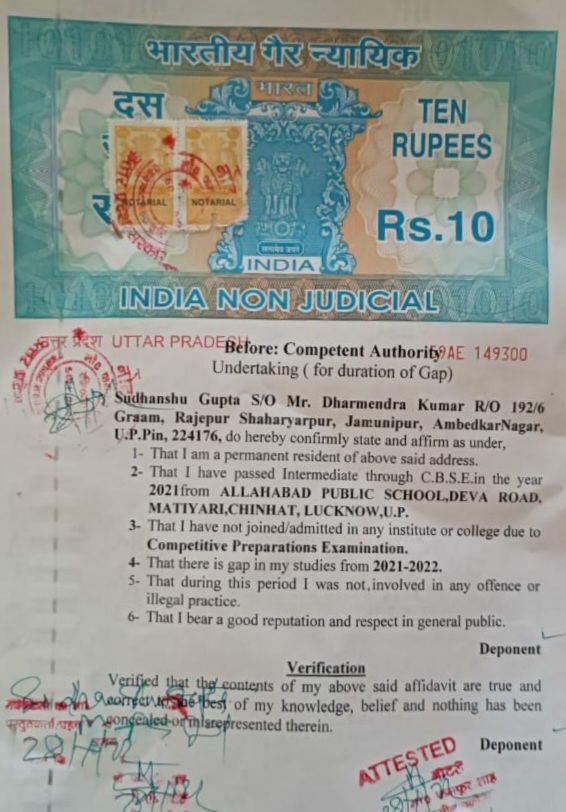 भारतीय गैर न्यायिक
भारत
दस
TEN
RUPEES
NOTARIAL NOTARIAL
Rs.10
सत्यमेव जयते
INDIA
INDIA NON JUDICIAL
उत्तर प्रदेश UTTAR PRADESH
Before: Competent Authority AE 149300
Undertaking ( for duration of Gap)
Sudhanshu Gupta S/O Mr. Dharmendra Kumar R/O 192/6
Graam, Rajepur Shaharyarpur, Jamunipur, AmbedkarNagar,
U.P.Pin, 224176, do hereby confirmly state and affirm as under,
1- That I am a permanent resident of above said address.
2- That I have passed Intermediate through C.B.S.E.in the year
2021from ALLAHABAD PUBLIC SCHOOL,DEVA ROAD,
MATIYARI,CHINHAT, LUCKNOW,U.P.
3- That I have not joined/admitted in any institute or college due to
Competitive Preparations Examination.
4- That there is gap in my studies from 2021-2022.
5- That during this period I was not,involved in any offence or
illegal practice.
6- That I bear a good reputation and respect in general public.
Deponent
Verification
Verified that the contents of my above said affidavit are true and
correct to the best of my knowledge, belief and nothing has been
concealed or misrepresented therein.
Deponent
ATTESTED